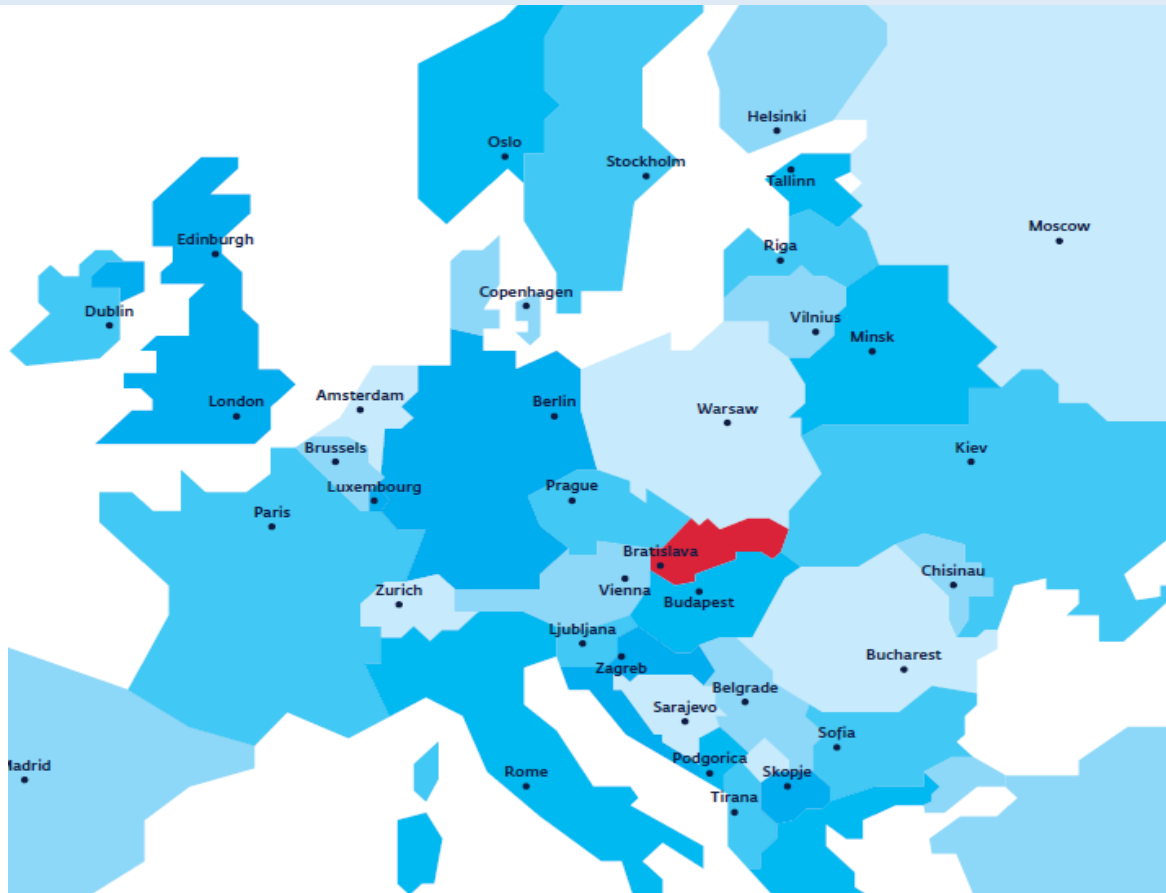 Helsinki
Oslo
Stockholm
Tallinn
Moscow
Edinburgh
Riga
Copenhagen
Dublin
Vilnius
Minsk
Amsterdam
London
Berlin
Warsaw
Brussels
Kiev
Luxembourg
Prague
Paris
Bratislava
Chisinau
Zurich
Vienna
Budapest
Ljubljana
Bucharest
Zagreb
Belgrade
Sarajevo
Sofia
Podgorica
Madrid
Rome
Skopje
Tirana